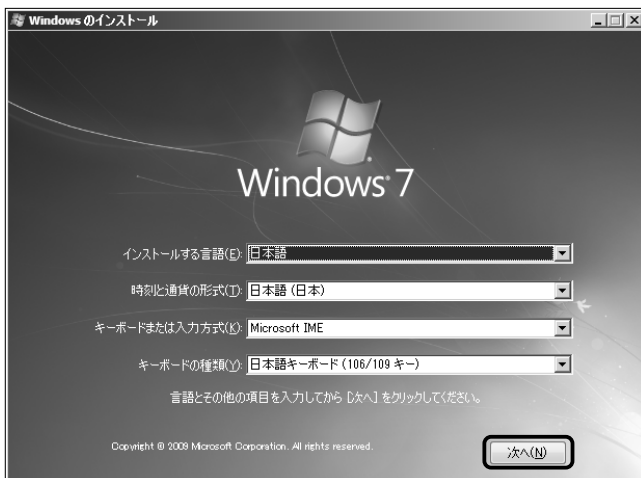 Windows のインストール
Windows 7
インストールする言語(E): 日本語
時刻と通貨の形式(T): 日本語 (日本)
キーボードまたは入力方式(K): Microsoft IME
キーボードの種類(Y): 日本語キーボード (106/109 キー)
言語とその他の項目を入力してから [次へ] をクリックしてください。
Copyright © 2009 Microsoft Corporation. All rights reserved.
次へ(N)